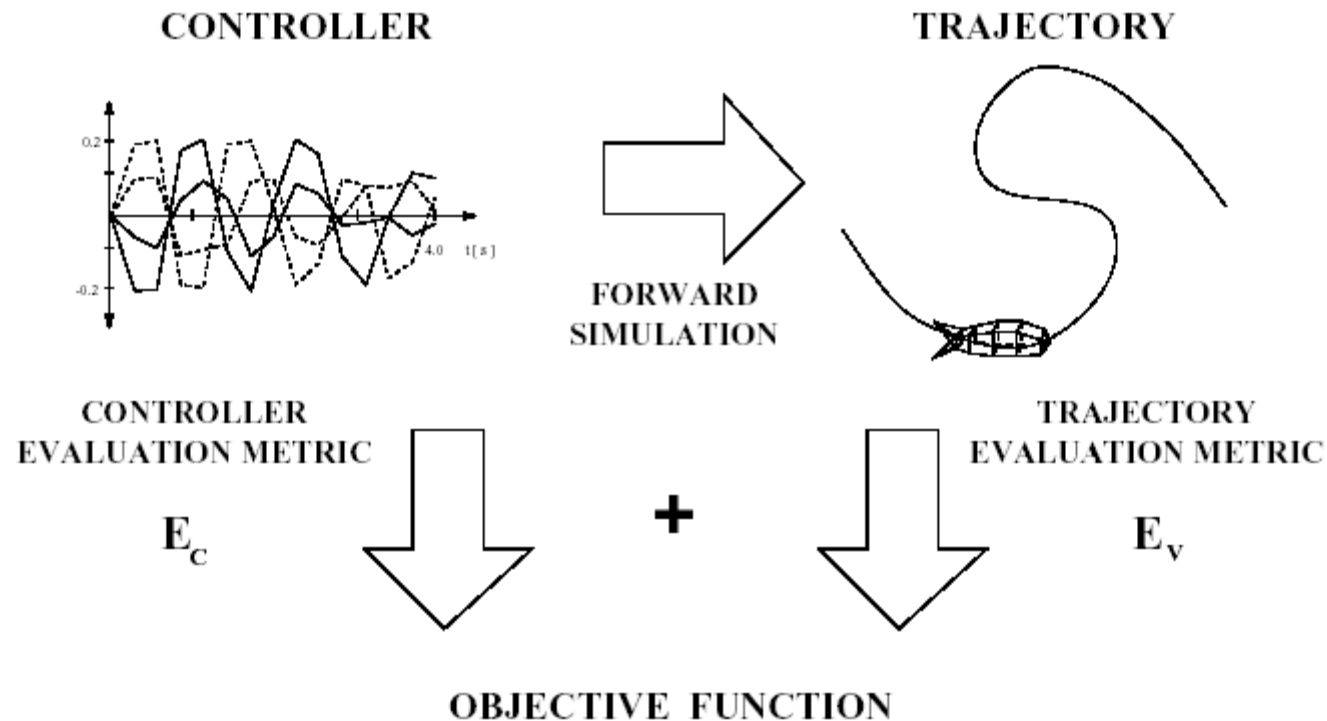 CONTROLLER
TRAJECTORY
0.2
-0.2
4.0
t[s]
FORWARD
SIMULATION
CONTROLLER
EVALUATION METRIC
TRAJECTORY
EVALUATION METRIC
E_C
+
E_V
OBJECTIVE FUNCTION